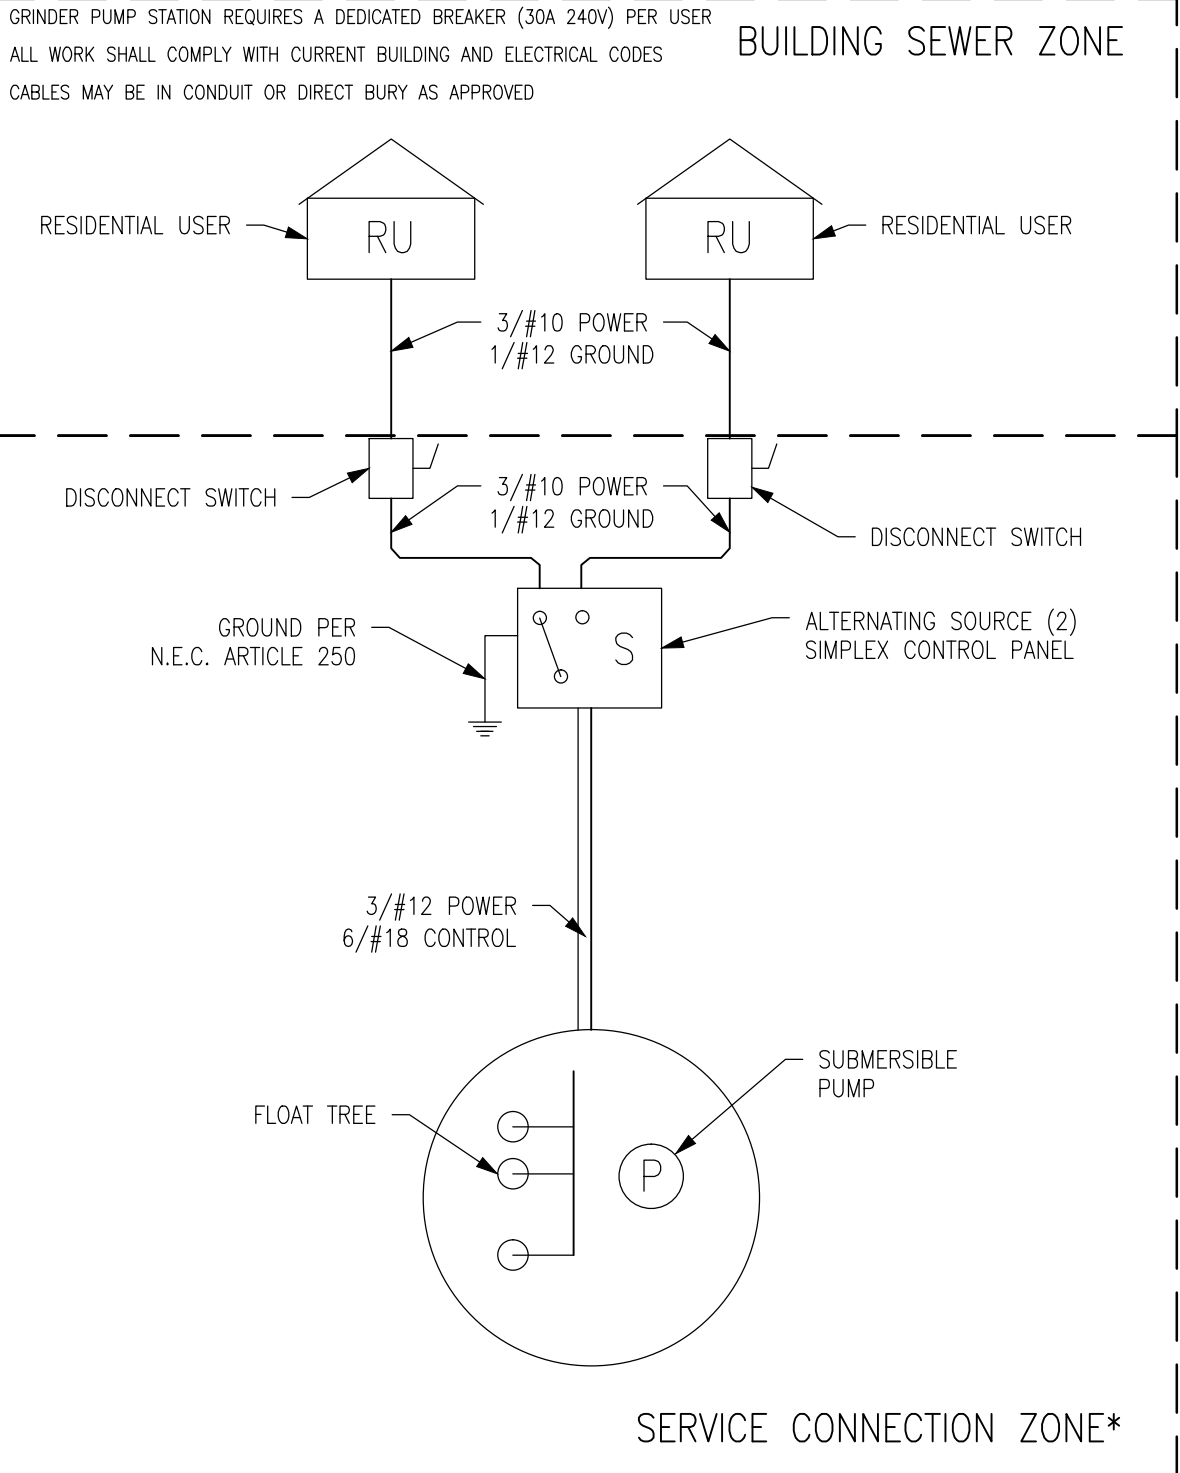 GRINDER PUMP STATION REQUIRES A DEDICATED BREAKER (30A 240V) PER USER
ALL WORK SHALL COMPLY WITH CURRENT BUILDING AND ELECTRICAL CODES
CABLES MAY BE IN CONDUIT OR DIRECT BURY AS APPROVED
BUILDING SEWER ZONE
RESIDENTIAL USER
RU
RU
RESIDENTIAL USER
3/#10 POWER
1/#12 GROUND
DISCONNECT SWITCH
3/#10 POWER
1/#12 GROUND
DISCONNECT SWITCH
GROUND PER
N.E.C. ARTICLE 250
S
ALTERNATING SOURCE (2)
SIMPLEX CONTROL PANEL
3/#12 POWER
6/#18 CONTROL
SUBMERSIBLE
PUMP
FLOAT TREE
P
SERVICE CONNECTION ZONE*